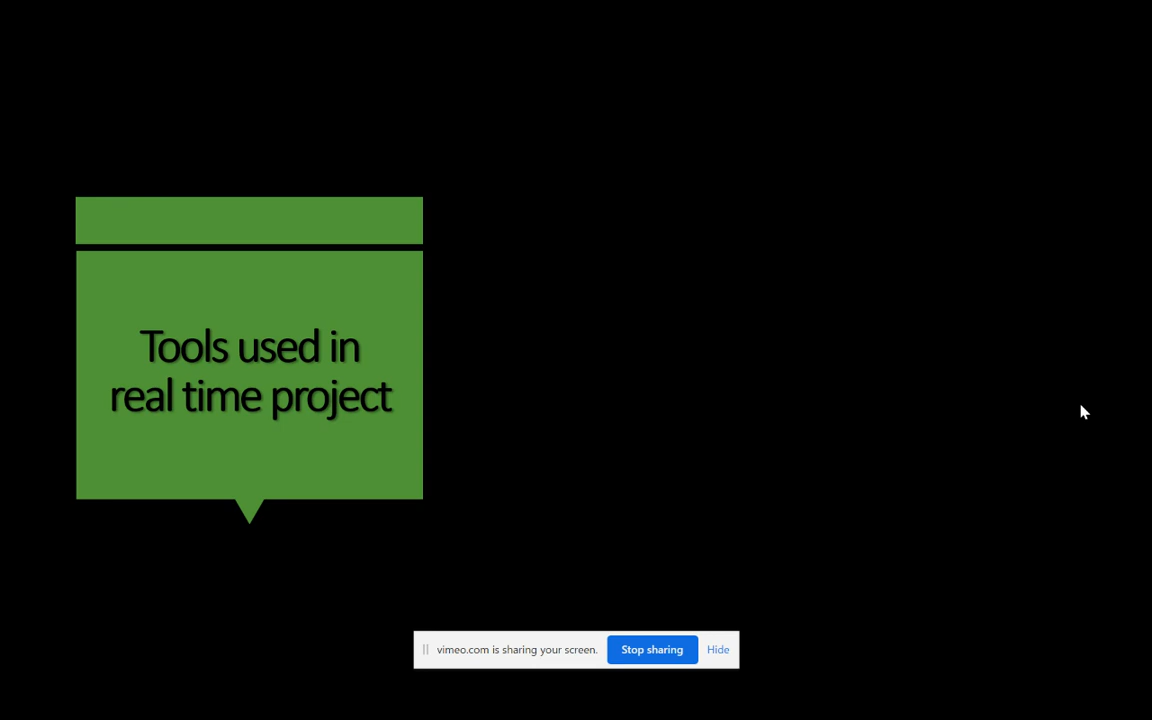 Tools used in
real time project
vimeo.com is sharing your screen. Stop sharing Hide